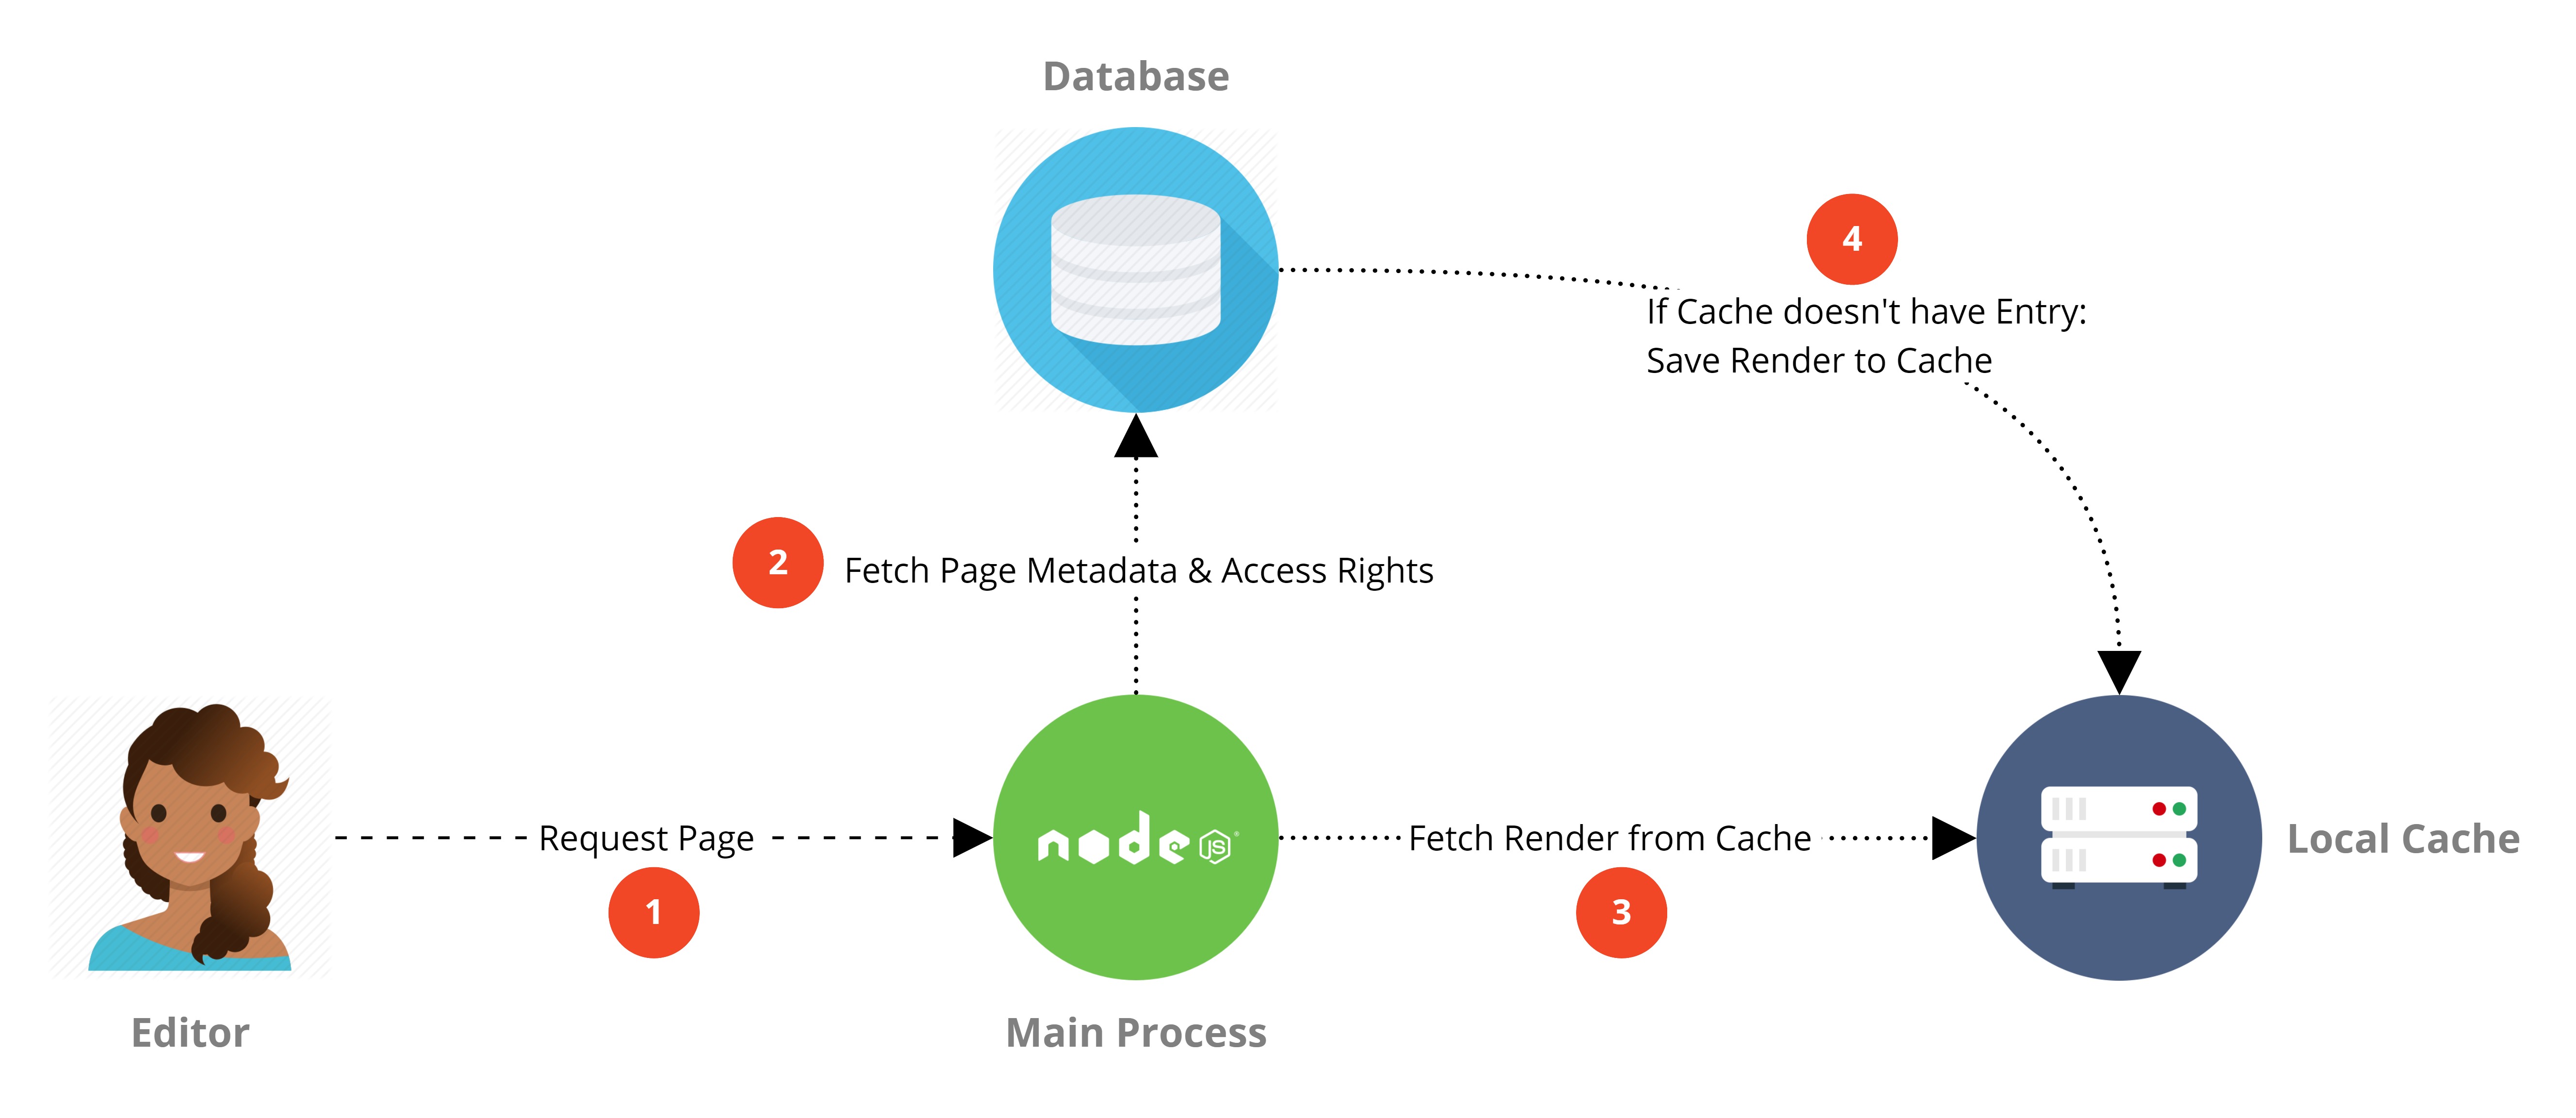 Database
4
If Cache doesn't have Entry:
Save Render to Cache
2
Fetch Page Metadata & Access Rights
Request Page
1
node JS ®
Fetch Render from Cache
3
Local Cache
Editor
Main Process